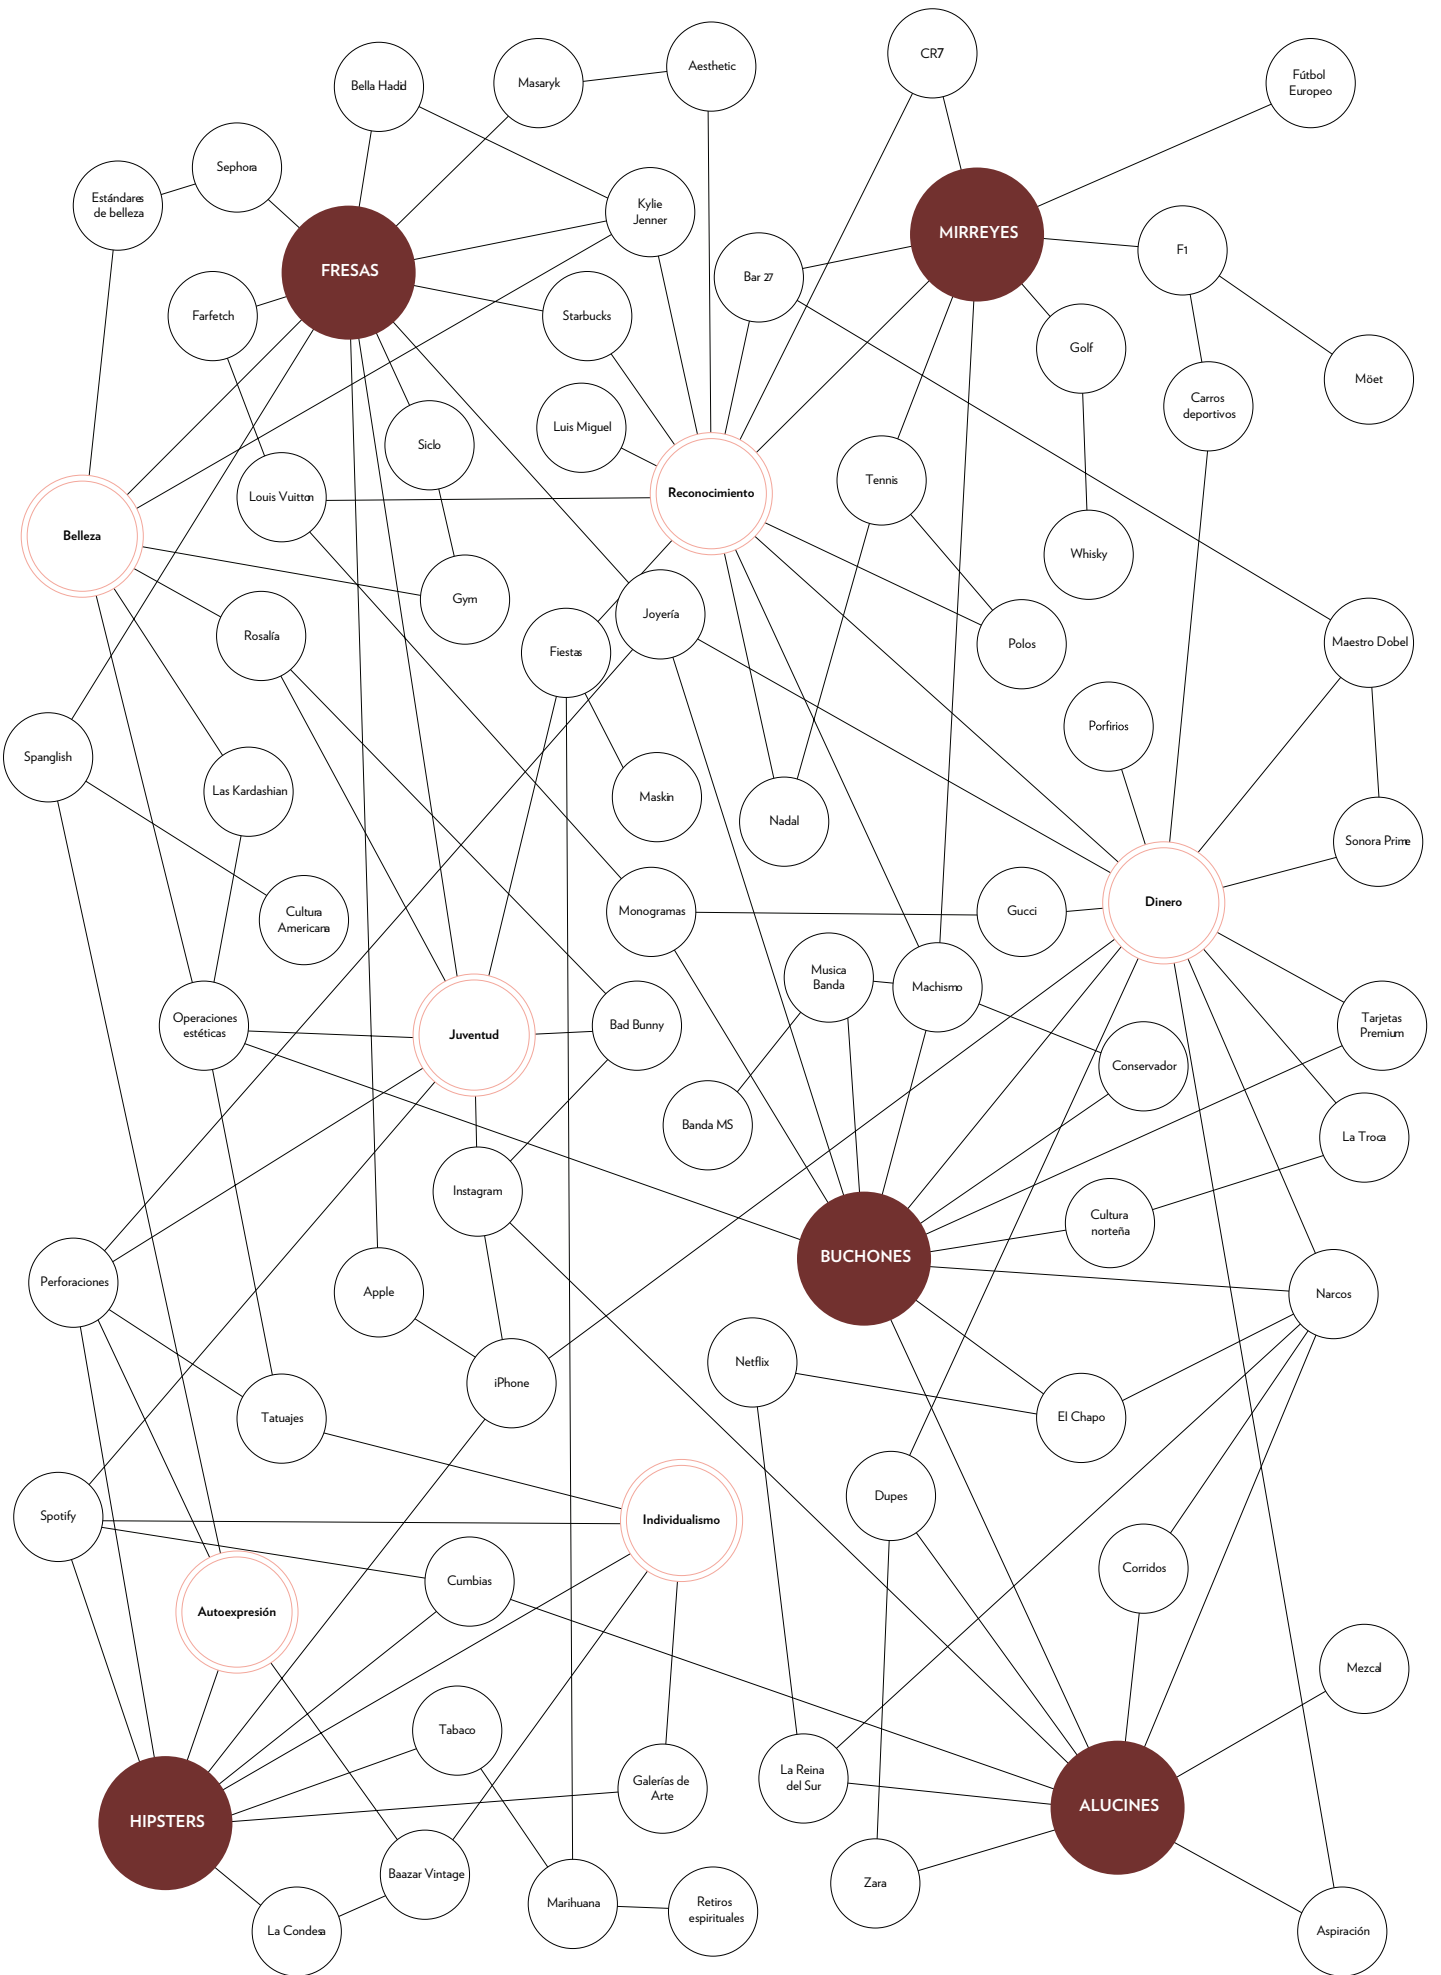 CR7
Aesthetic
Fútbol
Europeo
Masaryk
Bella Hadid
Sephora
Estándares
de belleza
Kylie
Jenner
MIRREYES
F1
FRESAS
Bar 27
Farfetch
Starbucks
Golf
Möet
Carros
deportivos
Luis Miguel
Siclo
Tennis
Reconocimiento
Louis Vuitton
Belleza
Whisky
Gym
Joyería
Rosalía
Polos
Maestro Dobel
Fiestas
Porfirios
Spanglish
Las Kardashian
Maskin
Nadal
Sonora Prime
Dinero
Monogramas
Gucci
Cultura
Americana
Musica
Banda
Machismo
Operaciones
estéticas
Juventud
Bad Bunny
Tarjetas
Premium
Conservador
Banda MS
La Troca
Instagram
Cultura
norteña
BUCHONES
Perforaciones
Apple
Narcos
Netflix
iPhone
Tatuajes
El Chapo
Dupes
Spotify
Individualismo
Corridos
Cumbias
Autoexpresión
Mezcal
Tabaco
La Reina
del Sur
Galerías de
Arte
ALUCINES
HIPSTERS
Baazar Vintage
Zara
Marihuana
Retiros
espirituales
La Condesa
Aspiración